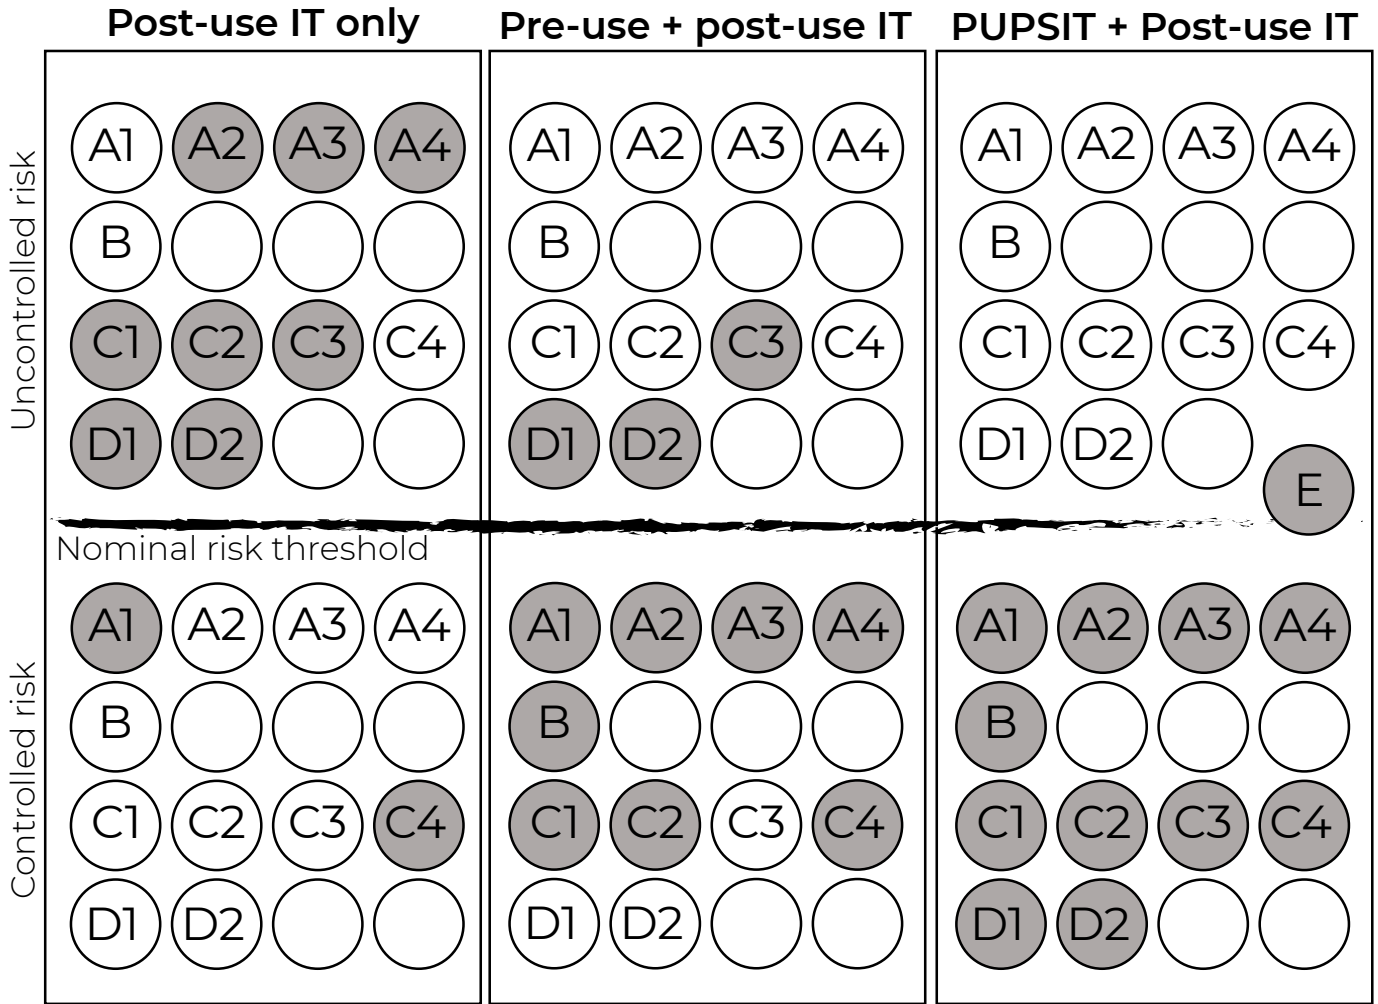 Post-use IT only
Pre-use + post-use IT
PUPSIT + Post-use IT
Uncontrolled risk
A1 A2 A3 A4
B
C1 C2 C3 C4
D1 D2
A1 A2 A3 A4
B
C1 C2 C3 C4
D1 D2
A1 A2 A3 A4
B
C1 C2 C3 C4
D1 D2
E
Nominal risk threshold
Controlled risk
A1 A2 A3 A4
B
C1 C2 C3 C4
D1 D2
A1 A2 A3 A4
B
C1 C2 C3 C4
D1 D2
A1 A2 A3 A4
B
C1 C2 C3 C4
D1 D2